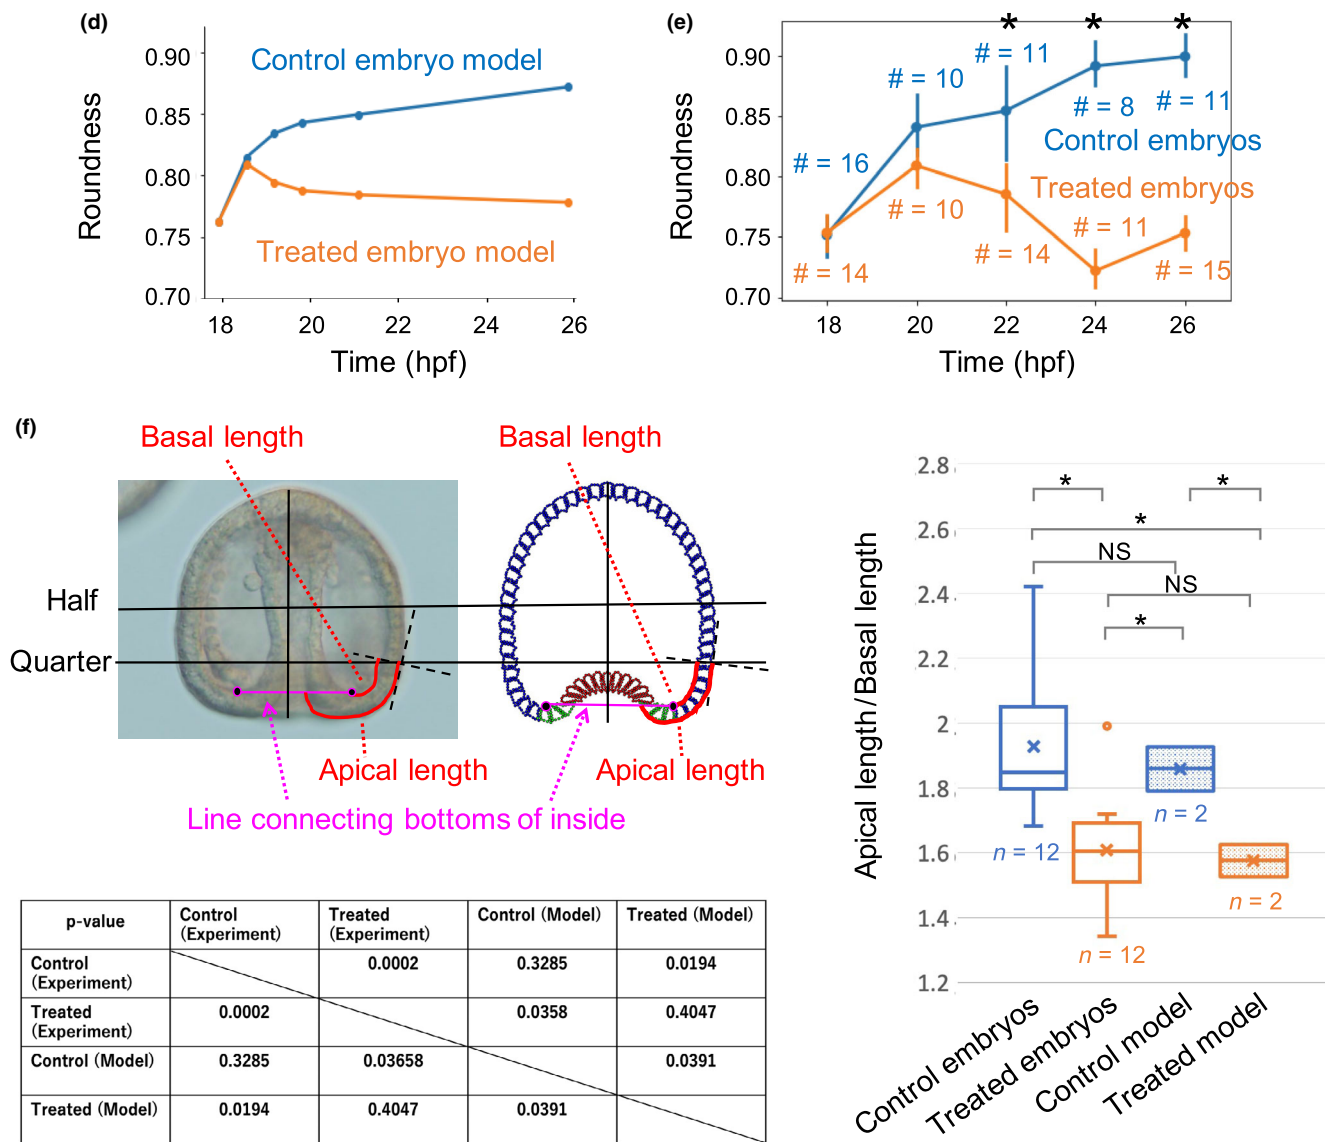 (d)
Roundness
0.90
0.85
0.80
0.75
0.70
Control embryo model
Treated embryo model
18 20 22 24 26
Time (hpf)
(e)
Roundness
0.90
0.85
0.80
0.75
0.70
* * *
# = 16
# = 10
# = 11
# = 8
# = 11
Control embryos
Treated embryos
# = 14
# = 10
# = 14
# = 11
# = 15
18 20 22 24 26
Time (hpf)
(f)
Basal length
Basal length
Half
Quarter
Apical length
Apical length
Line connecting bottoms of inside
Apical length/Basal length
2.8
2.6
2.4
2.2
2
1.8
1.6
1.4
1.2
* *
*
NS
NS
*
n = 12
n = 12
n = 2
n = 2
Control embryos
Treated embryos
Control model
Treated model
p-value Control (Experiment) Treated (Experiment) Control (Model) Treated (Model)
Control (Experiment) 0.0002 0.3285 0.0194
Treated (Experiment) 0.0002 0.0358 0.4047
Control (Model) 0.3285 0.03658 0.0391
Treated (Model) 0.0194 0.4047 0.0391